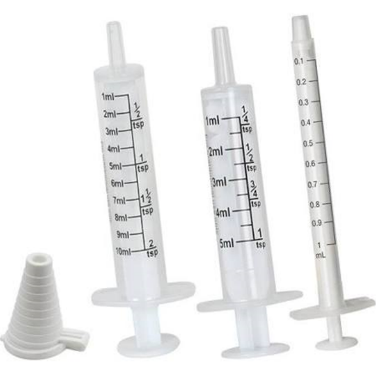 1ml
2ml 1/2 tsp
3ml
4ml
5ml 1 tsp
6ml
7ml 1 1/2 tsp
8ml
9ml
10ml 2 tsp
1ml 1/4 tsp
2ml 1/2 tsp
3ml 3/4 tsp
4ml
5ml 1 tsp
0.1
0.2
0.3
0.4
0.5
0.6
0.7
0.8
0.9
1
mL